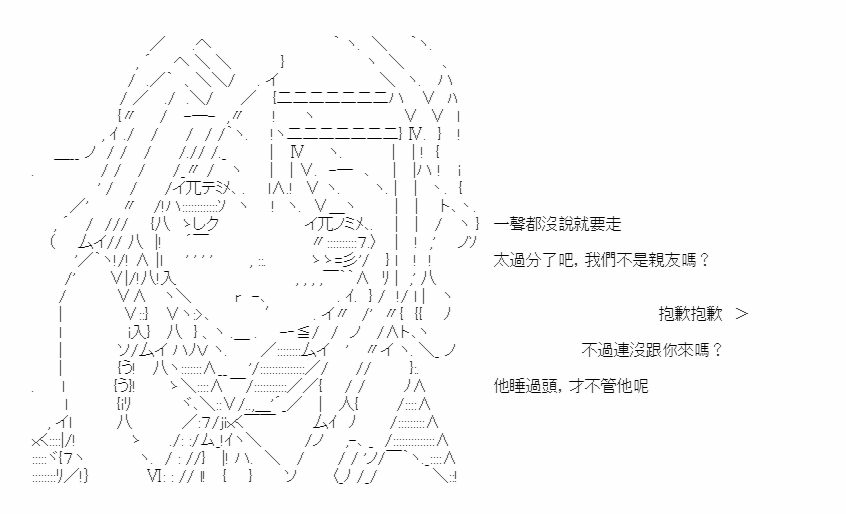 一聲都沒說就要走
太過分了吧，我們不是親友嗎？
抱歉抱歉　＞
不過連沒跟你來嗎？
他睡過頭，才不管他呢